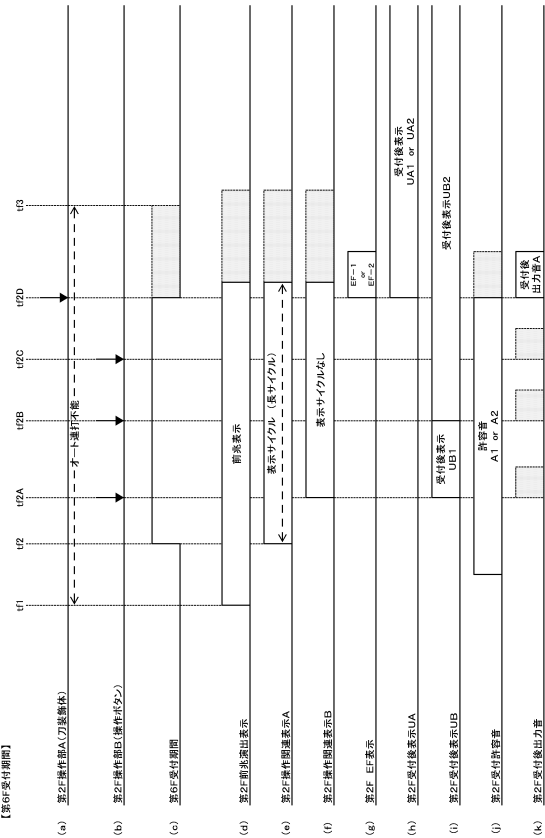 【第6F受付期間】
tf1
tf2
tf2A
tf2B
tf2C
tf2D
tf3
(a) 第2F操作部A(刀装飾体)
オート連打不能
(b) 第2F操作部B(操作ボタン)
(c) 第6F受付期間
(d) 第2F前兆演出表示
前兆表示
(e) 第2F操作関連表示A
表示サイクル (長サイクル)
(f) 第2F操作関連表示B
表示サイクルなし
(g) 第2F EF表示
EF-1
or
EF-2
(h) 第2F受付後表示UA
受付後表示
UA1 or UA2
(i) 第2F受付後表示UB
受付後表示
UB1
受付後表示UB2
(j) 第2F受付許容音
許容音
A1 or A2
(k) 第2F受付後出力音
受付後
出力音A